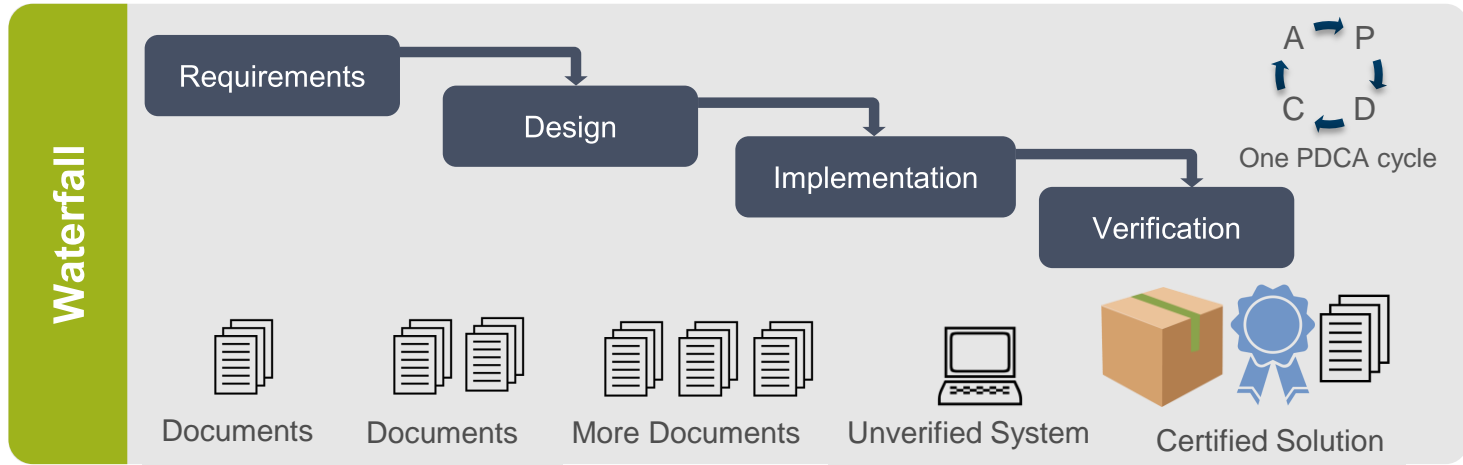 Waterfall
Requirements
Design
Implementation
Verification
A P
C D
One PDCA cycle
Documents
Documents
More Documents
Unverified System
Certified Solution